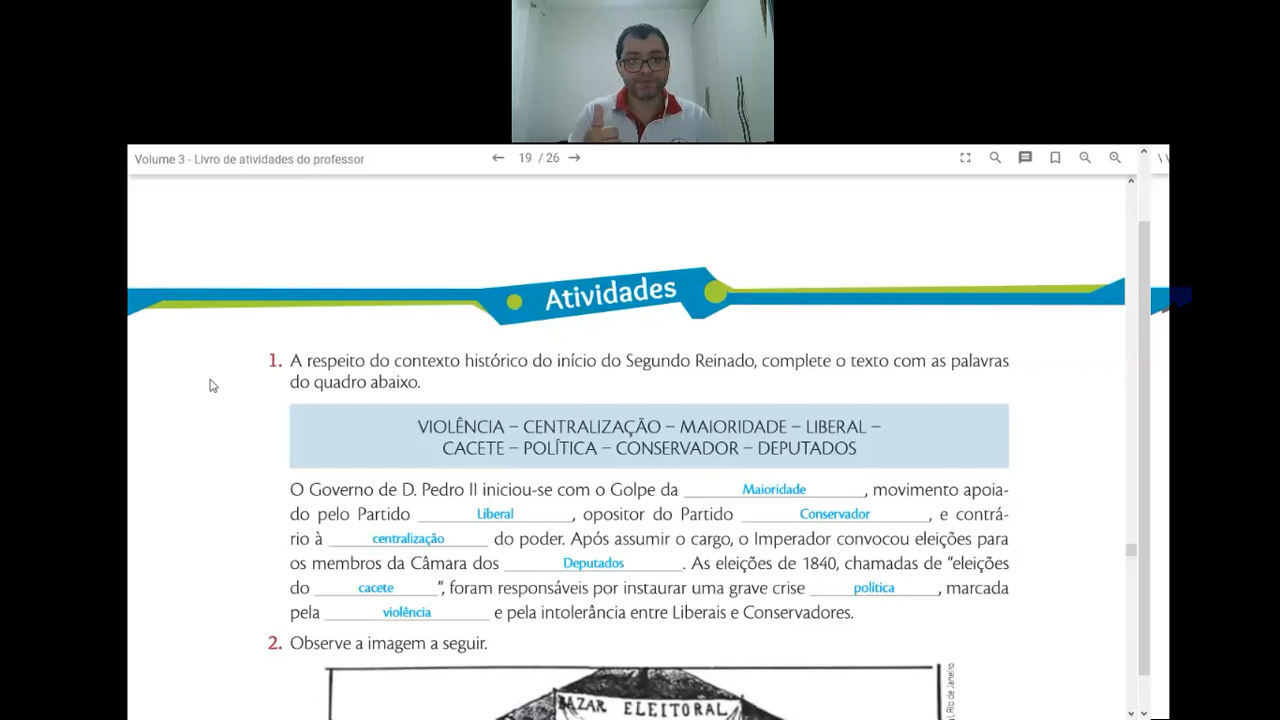 Volume 3 - Livro de atividades do professor
19 / 26
Atividades
1. A respeito do contexto histórico do início do Segundo Reinado, complete o texto com as palavras
do quadro abaixo.
VIOLÊNCIA – CENTRALIZAÇÃO – MAIORIDADE – LIBERAL –
CACETE – POLÍTICA – CONSERVADOR – DEPUTADOS
O Governo de D. Pedro II iniciou-se com o Golpe da Maioridade, movimento apoia-
do pelo Partido Liberal, opositor do Partido Conservador, e contrá-
rio à centralização do poder. Após assumir o cargo, o Imperador convocou eleições para
os membros da Câmara dos Deputados. As eleições de 1840, chamadas de "eleições
do cacete", foram responsáveis por instaurar uma grave crise política, marcada
pela violência e pela intolerância entre Liberais e Conservadores.
2. Observe a imagem a seguir.
BAZAR ELEITORAL
Rio de Janeiro